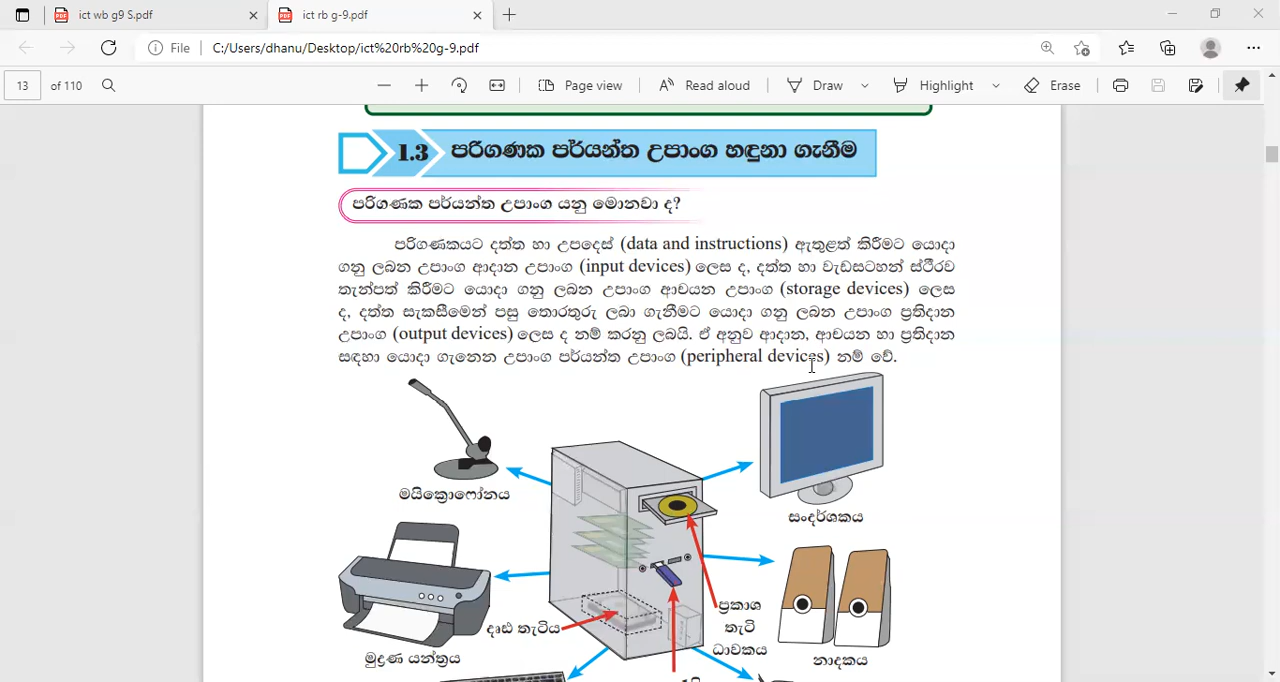 ict wb g9 S.pdf
ict rb g-9.pdf
File
C:/Users/dhanu/Desktop/ict%20rb%20g-9.pdf
13 of 110
Page view
Read aloud
Draw
Highlight
Erase
1.3 පරිගණක පර්යන්ත උපාංග හඳුනා ගැනීම
පරිගණක පර්යන්ත උපාංග යනු මොනවා ද?
පරිගණකයට දත්ත හා උපදෙස් (data and instructions) ඇතුළත් කිරීමට යොදා
ගනු ලබන උපාංග ආදාන උපාංග (input devices) ලෙස ද, දත්ත හා වැඩසටහන් ස්ථිරව
තැන්පත් කිරීමට යොදා ගනු ලබන උපාංග ආචයන උපාංග (storage devices) ලෙස
ද, දත්ත සැකසීමෙන් පසු තොරතුරු ලබා ගැනීමට යොදා ගනු ලබන උපාංග ප්‍රතිදාන
උපාංග (output devices) ලෙස ද නම් කරනු ලබයි. ඒ අනුව ආදාන, ආචයන හා ප්‍රතිදාන
සඳහා යොදා ගැනෙන උපාංග පර්යන්ත උපාංග (peripheral devices) නම් වේ.
මයික්‍රොෆෝනය
සංදර්ශකය
ප්‍රකාශ
තැටි
ධාවකය
දෘඪ තැටිය
මුද්‍රණ යන්ත්‍රය
නාදකය